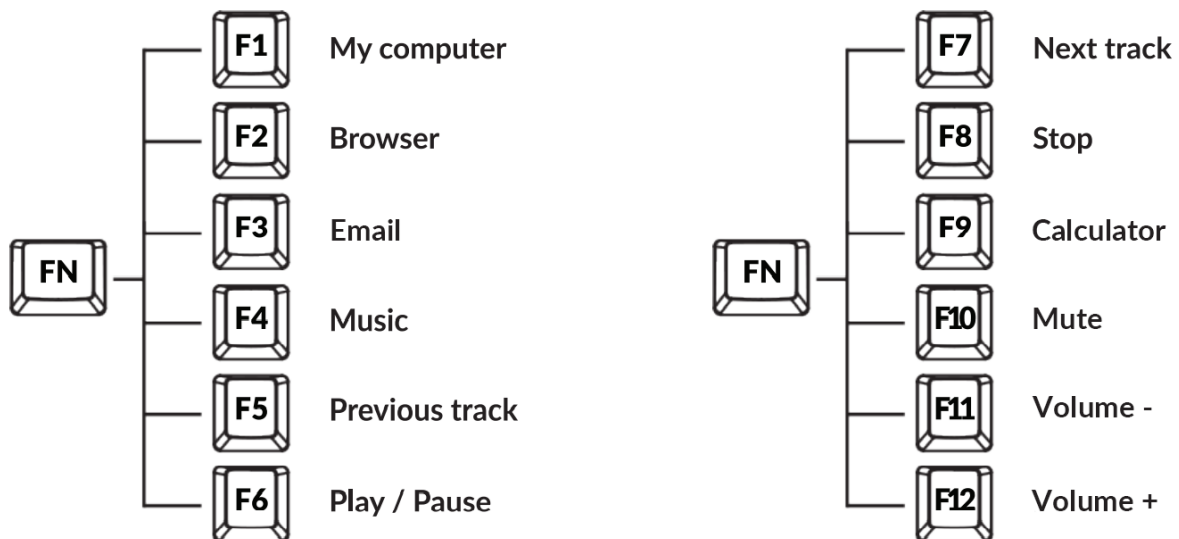 F1 My computer
F2 Browser
F3 Email
FN
F4 Music
F5 Previous track
F6 Play / Pause
F7 Next track
F8 Stop
F9 Calculator
FN
F10 Mute
F11 Volume -
F12 Volume +